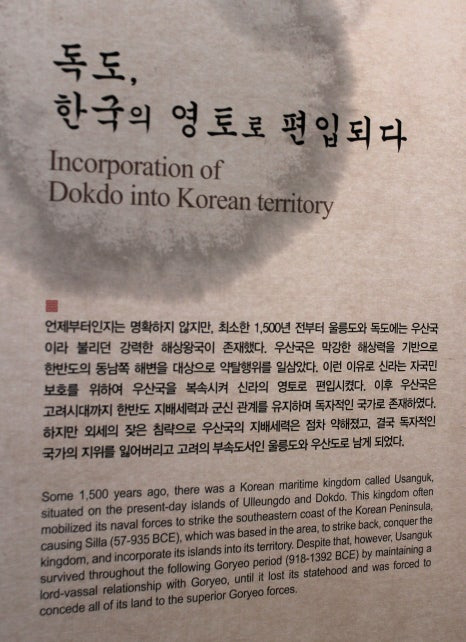 독도,
한국의 영토로 편입되다
Incorporation of
Dokdo into Korean territory
언제부터인지는 명확하지 않지만, 최소한 1,500년 전부터 울릉도와 독도에는 우산국
이라 불리던 강력한 해상왕국이 존재했다. 우산국은 막강한 해상력을 기반으로
한반도의 동남쪽 해변을 대상으로 약탈행위를 일삼았다. 이런 이유로 신라는 자국민
보호를 위하여 우산국을 복속시켜 신라의 영토로 편입시켰다. 이후 우산국은
고려시대까지 한반도 지배세력과 군신 관계를 유지하며 독자적인 국가로 존재하였다.
하지만 외세의 잦은 침략으로 우산국의 지배세력은 점차 약해졌고, 결국 독자적인
국가의 지위를 잃어버리고 고려의 부속도서인 울릉도와 우산도로 남게 되었다.
Some 1,500 years ago, there was a Korean maritime kingdom called Usanguk,
situated on the present-day islands of Ulleungdo and Dokdo. This kingdom often
mobilized its naval forces to strike the southeastern coast of the Korean Peninsula,
causing Silla (57-935 BCE), which was based in the area, to strike back, conquer the
kingdom, and incorporate its islands into its territory. Despite that, however, Usanguk
survived throughout the following Goryeo period (918-1392 BCE) by maintaining a
lord-vassal relationship with Goryeo, until it lost its statehood and was forced to
concede all of its land to the superior Goryeo forces.